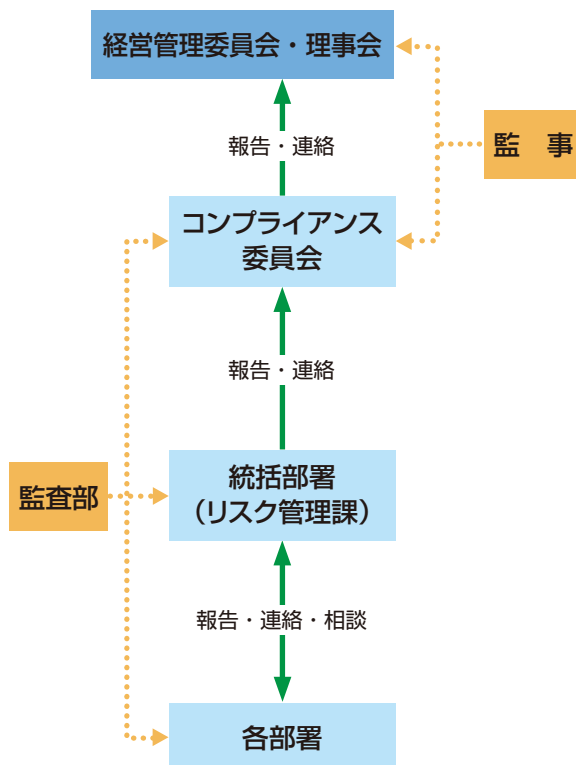 経営管理委員会・理事会
報告・連絡
監　事
コンプライアンス
委員会
報告・連絡
監査部
統括部署
（リスク管理課）
報告・連絡・相談
各部署